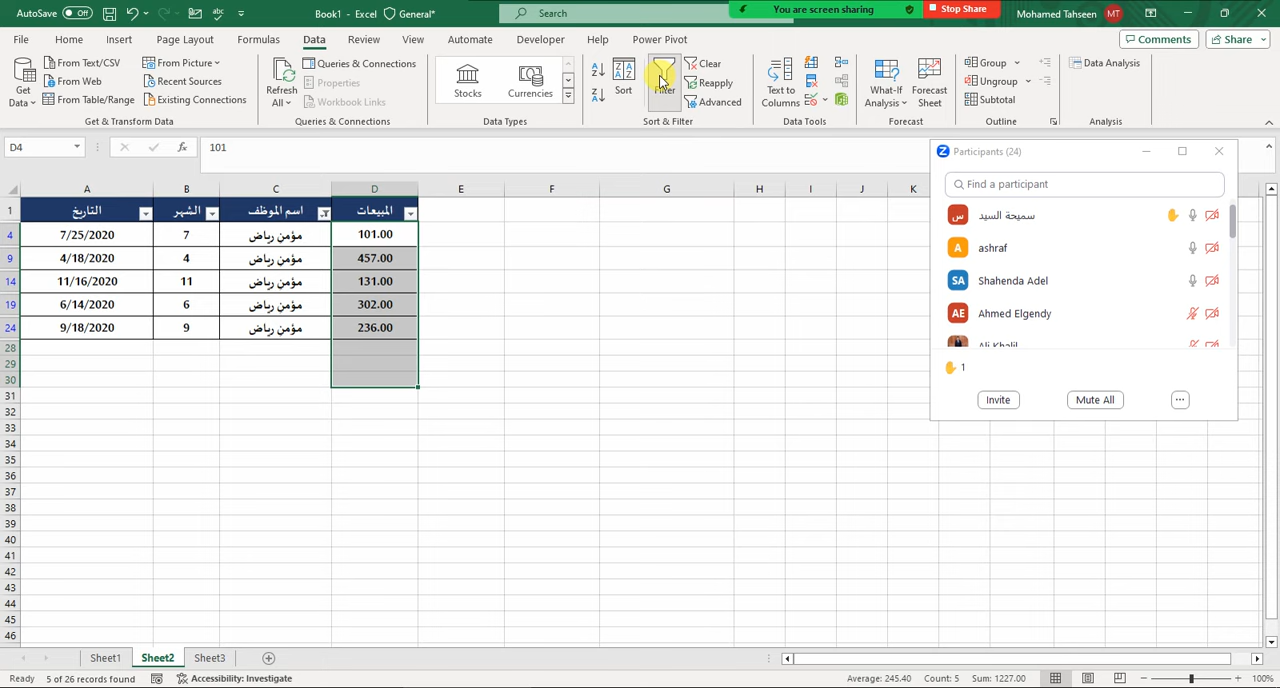 AutoSave Off Book1 - Excel General* Search You are screen sharing Stop Share Mohamed Tahseen MT
File Home Insert Page Layout Formulas Data Review View Automate Developer Help Power Pivot Comments Share
Get Data From Text/CSV From Picture Refresh All Queries & Connections Stocks Currencies Sort Filter Clear Text to Columns What-If Analysis Forecast Sheet Group Data Analysis
From Web Recent Sources Properties Reapply Ungroup
From Table/Range Existing Connections Workbook Links Advanced Subtotal
Get & Transform Data Queries & Connections Data Types Sort & Filter Data Tools Forecast Outline Analysis
D4 fx 101
A B C D E F G H I J K
1 التاريخ الشهر اسم الموظف المبيعات
4 7/25/2020 7 مؤمن رياض 101.00
9 4/18/2020 4 مؤمن رياض 457.00
14 11/16/2020 11 مؤمن رياض 131.00
19 6/14/2020 6 مؤمن رياض 302.00
24 9/18/2020 9 مؤمن رياض 236.00
28
29
30
31
32
33
34
35
36
37
38
39
40
41
42
43
44
45
46
Participants (24)
Find a participant
س سميحة السيد
A ashraf
SA Shahenda Adel
AE Ahmed Elgendy
Ali Khalil
1
Invite Mute All ...
Sheet1 Sheet2 Sheet3
Ready 5 of 26 records found Accessibility: Investigate Average: 245.40 Count: 5 Sum: 1227.00 100%